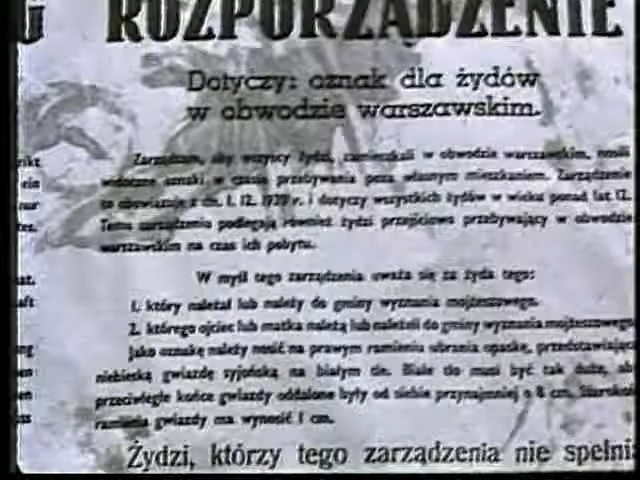 G ROZPORZĄDZENIE
Dotyczy: oznak dla żydów
w obwodzie warszawskim.
Zarządzam, aby wszyscy żydzi, zamieszkali w obwodzie warszawskim, nosili
widoczne oznaki w czasie przebywania poza własnym mieszkaniem. Zarządzenie
to obowiązuje z dn. 1. 12. 1939 r. i dotyczy wszystkich żydów w wieku ponad lat 12.
Temu zarządzeniu podlegają również żydzi przejściowo przebywający w obwodzie
warszawskim na czas ich pobytu.
W myśl tego zarządzenia uważa się za żyda tego:
1. który należał lub należy do gminy wyznania mojżeszowego.
2. którego ojciec lub matka należą lub należeli do gminy wyznania mojżeszowego
Jako oznakę należy nosić na prawym ramieniu ubrania opaskę, przedstawiając
niebieską gwiazdę syjońską na białym tle. Białe tło musi być tak duże, ab
przeciwległe końce gwiazdy oddalone były od siebie przynajmniej o 8 cm.
ramienia gwiazdy ma wynosić 1 cm.
Żydzi, którzy tego zarządzenia nie spełnia